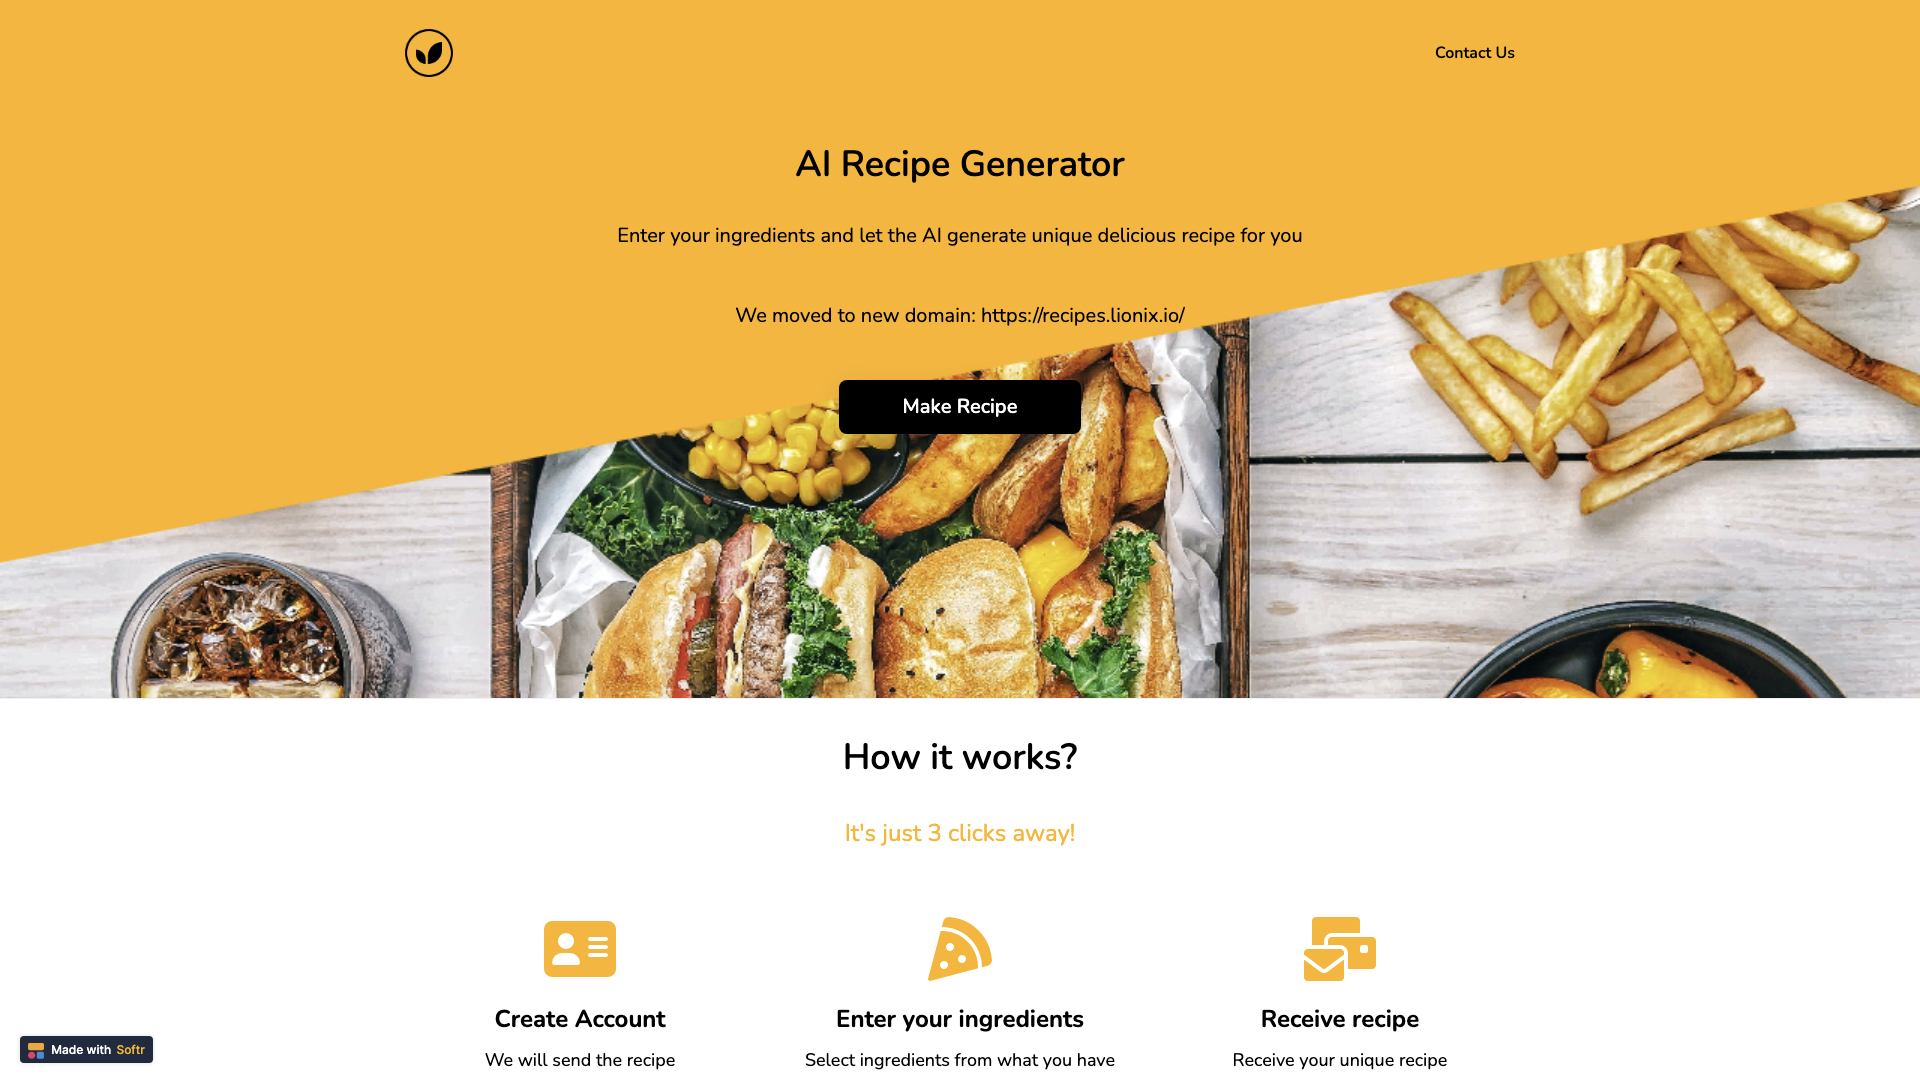 Contact Us
AI Recipe Generator
Enter your ingredients and let the AI generate unique delicious recipe for you
We moved to new domain: https://recipes.lionix.io/
Make Recipe
How it works?
It's just 3 clicks away!
Create Account
We will send the recipe
Enter your ingredients
Select ingredients from what you have
Receive recipe
Receive your unique recipe
Made with Softr